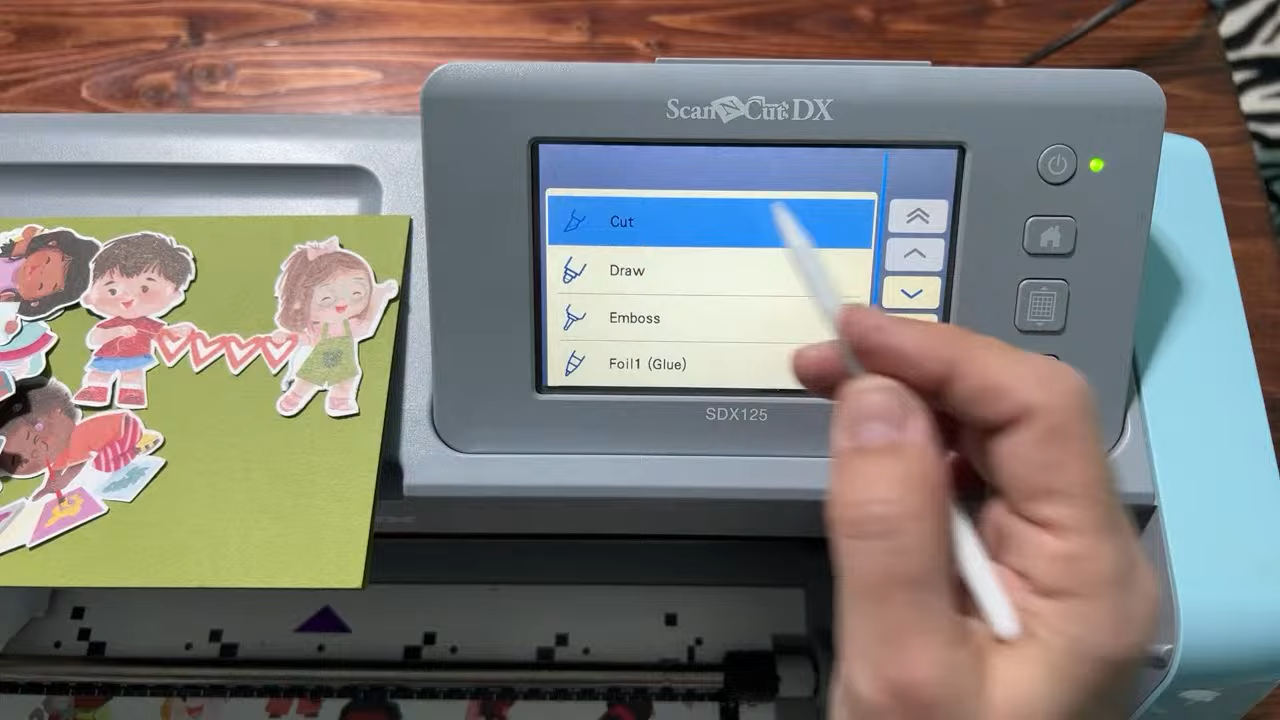 ScanNCut DX
Cut
Draw
Emboss
Foil1 (Glue)
SDX125